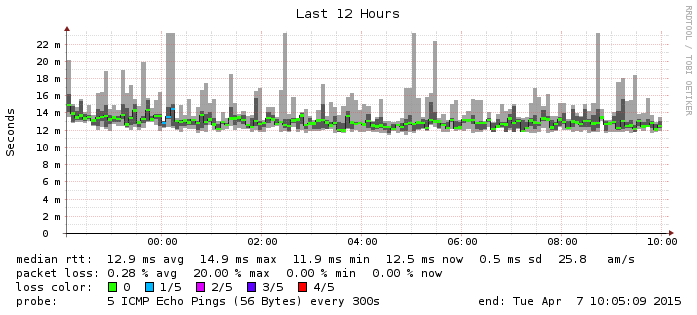 Last 12 Hours
RRDTOOL / TOBI OETIKER
Seconds
22 m
20 m
18 m
16 m
14 m
12 m
10 m
8 m
6 m
4 m
2 m
0
00:00 02:00 04:00 06:00 08:00 10:00
median rtt: 12.9 ms avg 14.9 ms max 11.9 ms min 12.5 ms now 0.5 ms sd 25.8 am/s
packet loss: 0.28 % avg 20.00 % max 0.00 % min 0.00 % now
loss color: 0 1/5 2/5 3/5 4/5
probe: 5 ICMP Echo Pings (56 Bytes) every 300s end: Tue Apr 7 10:05:09 2015